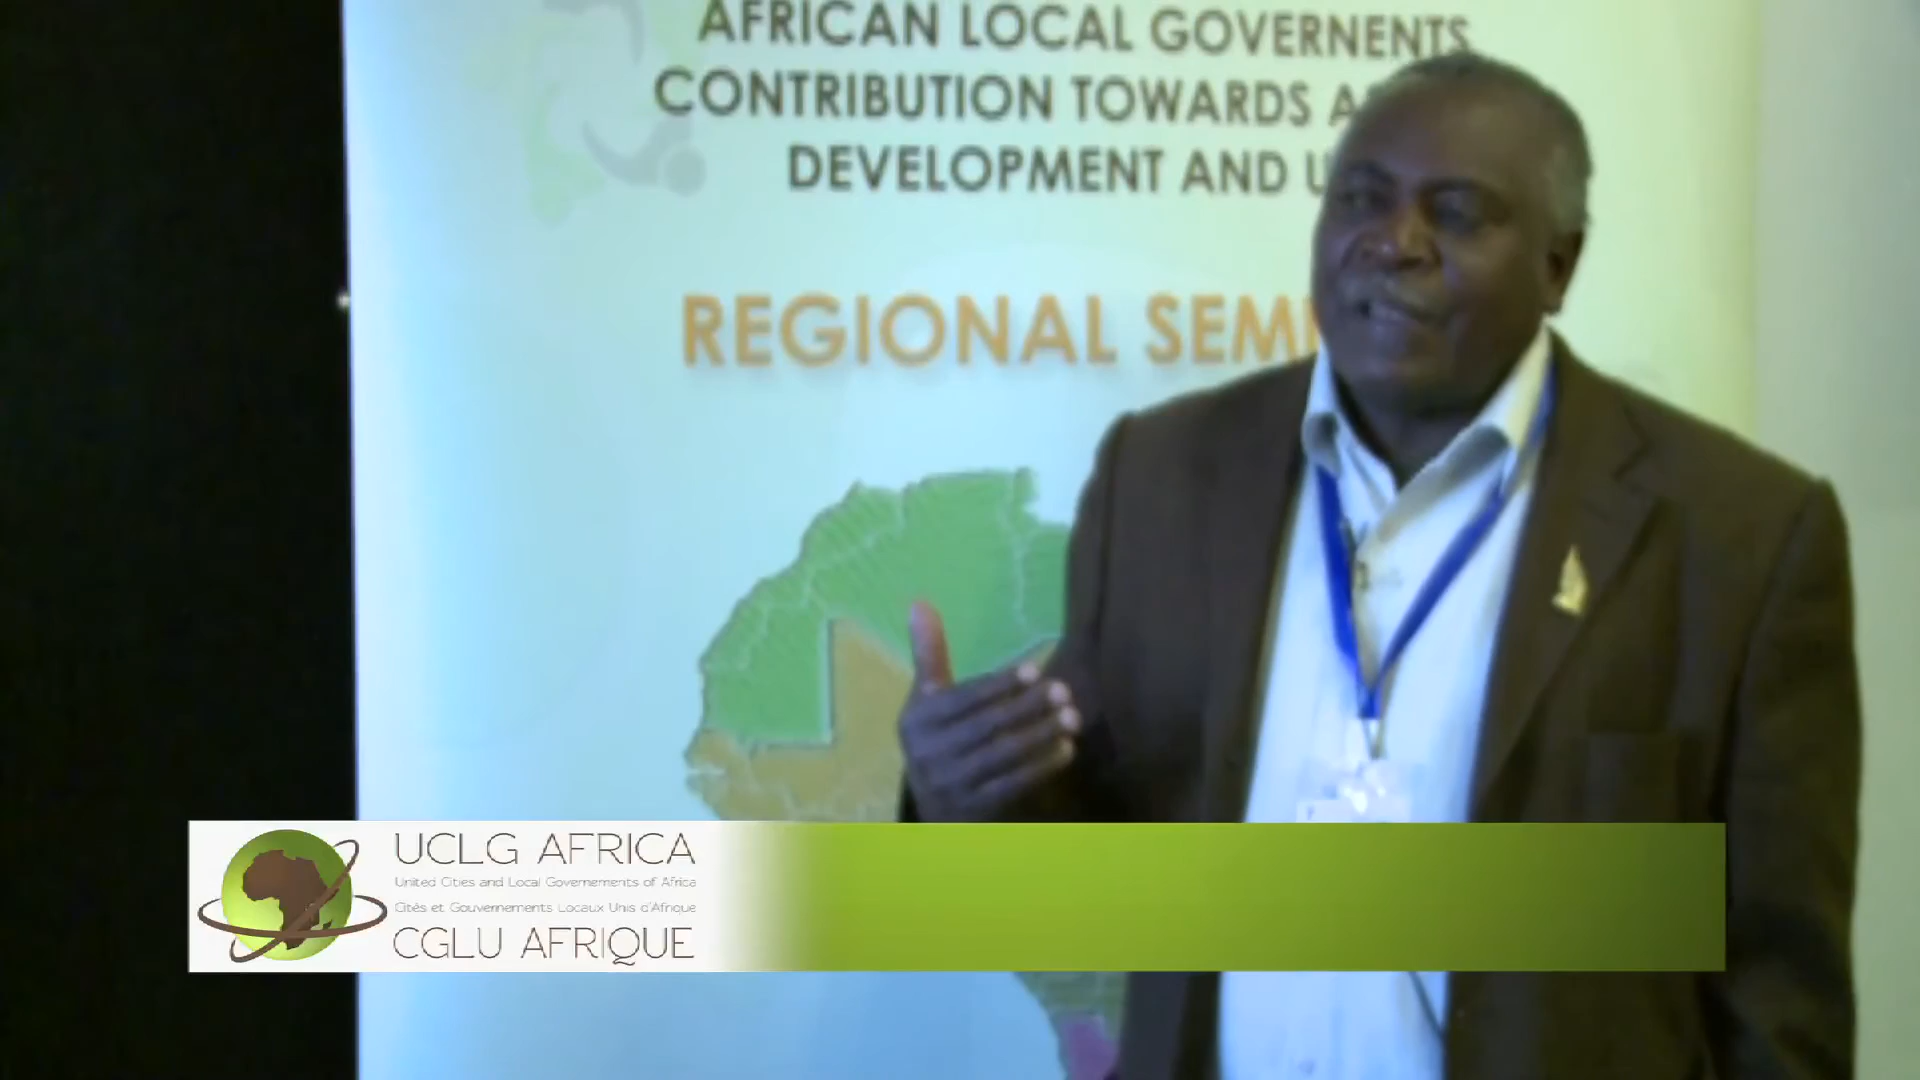 AFRICAN LOCAL GOVERNENTS
CONTRIBUTION TOWARDS
DEVELOPMENT AND
REGIONAL
UCLG AFRICA
United Cities and Local Governements of Africa
Cités et Gouvernements Locaux Unis d'Afrique
CGLU AFRIQUE